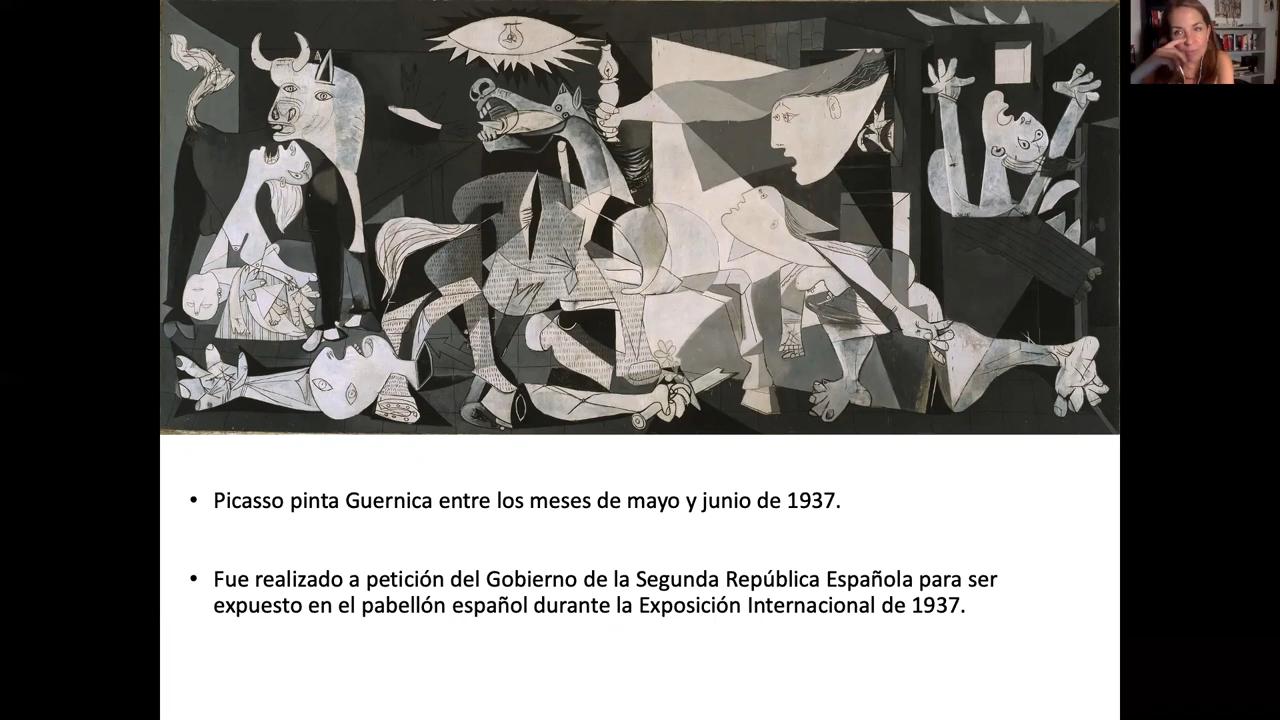 • Picasso pinta Guernica entre los meses de mayo y junio de 1937.
• Fue realizado a petición del Gobierno de la Segunda República Española para ser
expuesto en el pabellón español durante la Exposición Internacional de 1937.